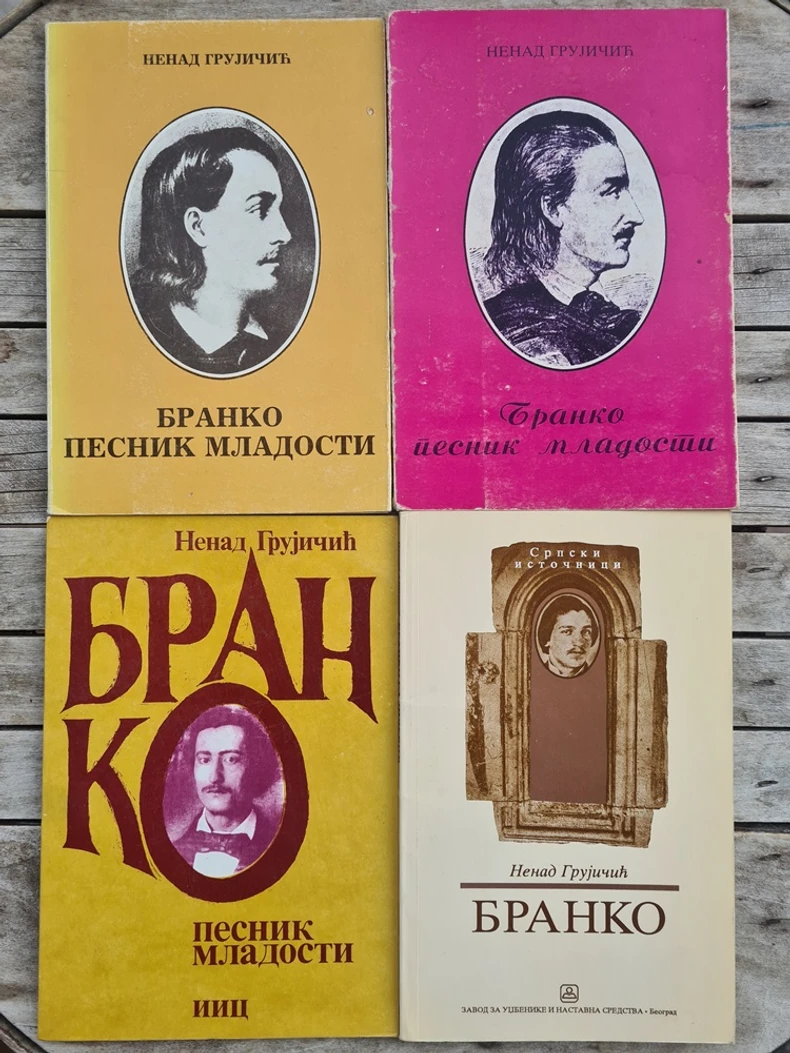 НЕНАД ГРУЈИЧИЋ
БРАНКО
ПЕСНИК МЛАДОСТИ
НЕНАД ГРУЈИЧИЋ
Бранко
песник младости
Ненад Грујичић
БРАН
КО
песник
младости
ИИЦ
Српски
источници
Ненад Грујичић
БРАНКО
ЗАВОД ЗА УЏБЕНИКЕ И НАСТАВНА СРЕДСТВА • Београд